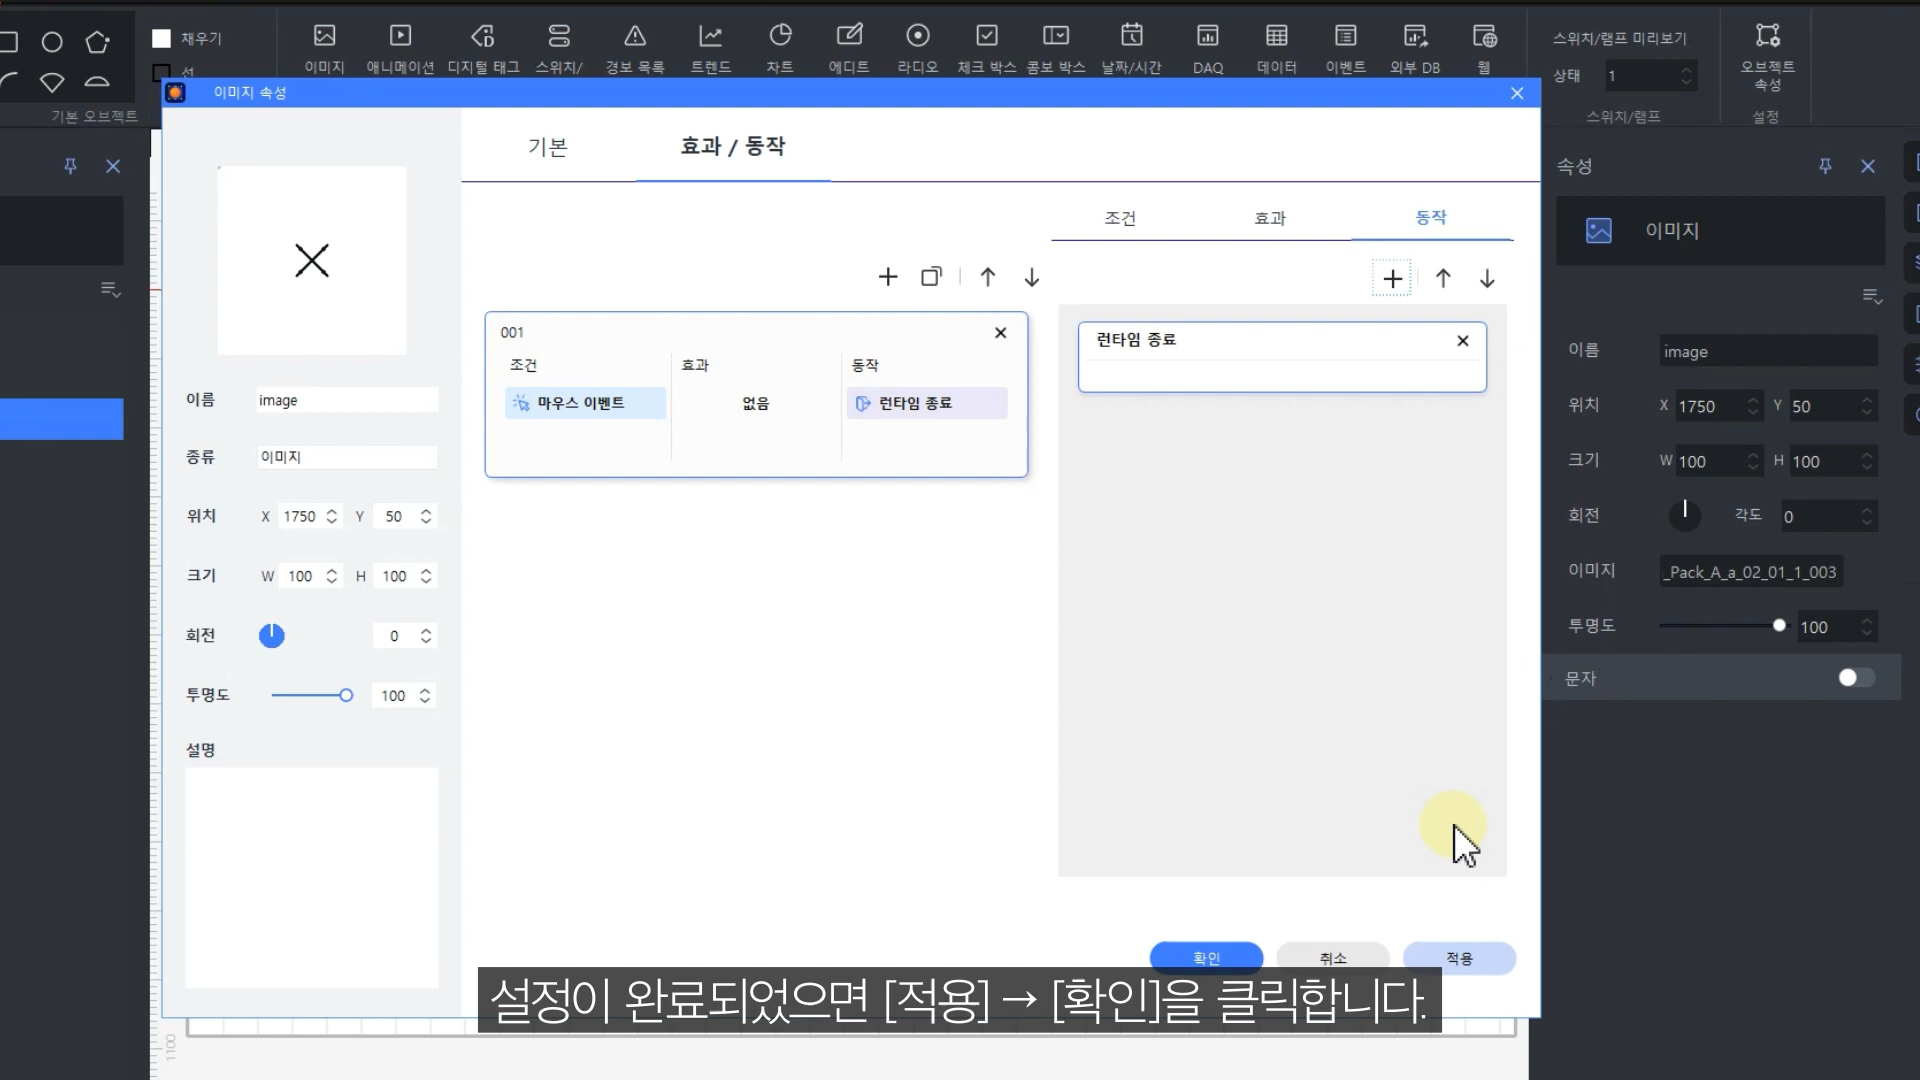 채우기
선
기본 오브젝트
이미지
애니메이션
디지털 태그
스위치/
경보 목록
트렌드
차트
에디트
라디오
체크 박스
콤보 박스
날짜/시간
DAQ
데이터
이벤트
외부 DB
웹
스위치/램프 미리보기
상태
1
스위치/램프
오브젝트
속성
설정
이미지 속성
기본
효과 / 동작
조건
효과
동작
001
조건
효과
동작
마우스 이벤트
없음
런타임 종료
런타임 종료
이름
image
종류
이미지
위치 X 1750 Y 50
크기 W 100 H 100
회전 0
투명도 100
설명
확인
취소
적용
설정이 완료되었으면 [적용] → [확인]을 클릭합니다.
1100
속성
이미지
이름 image
위치 X 1750 Y 50
크기 W 100 H 100
회전 각도 0
이미지 _Pack_A_a_02_01_1_003
투명도 100
문자